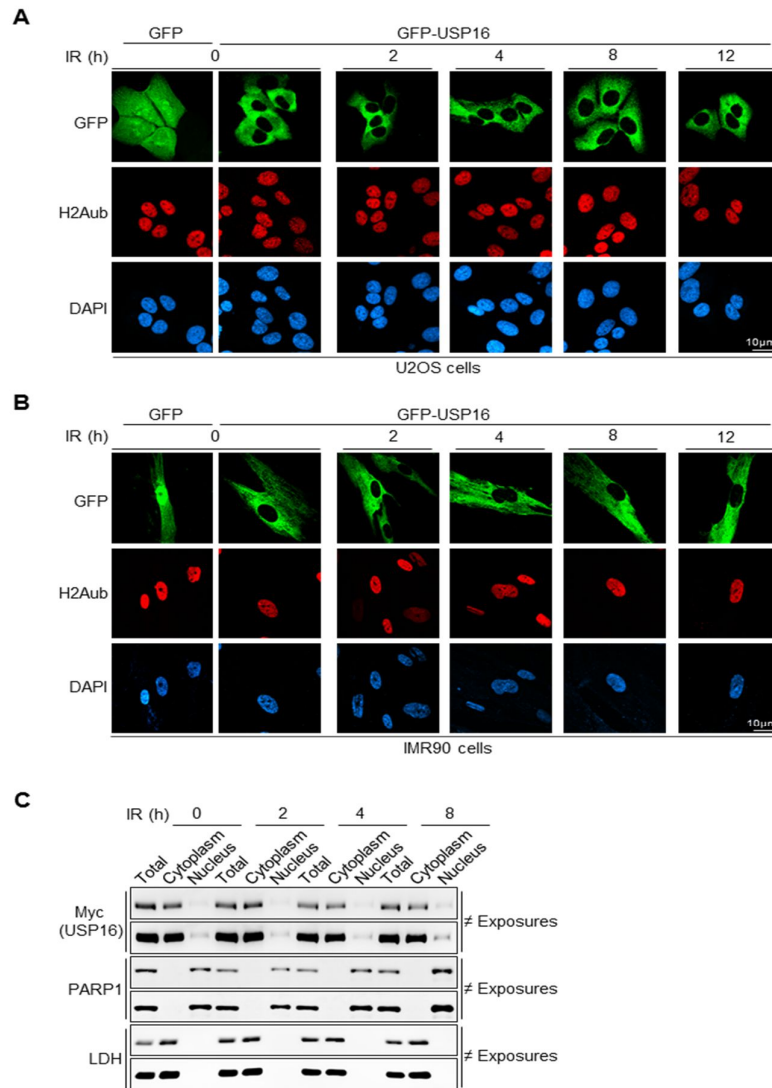 A
GFP GFP-USP16
IR (h) 0 2 4 8 12
GFP
H2Aub
DAPI
10µm
U2OS cells
B
GFP GFP-USP16
IR (h) 0 2 4 8 12
GFP
H2Aub
DAPI
10µm
IMR90 cells
C
IR (h) 0 2 4 8
Total Cytoplasm Nucleus Total Cytoplasm Nucleus Total Cytoplasm Nucleus Total Cytoplasm Nucleus
Myc
(USP16)
≠ Exposures
PARP1
≠ Exposures
LDH
≠ Exposures